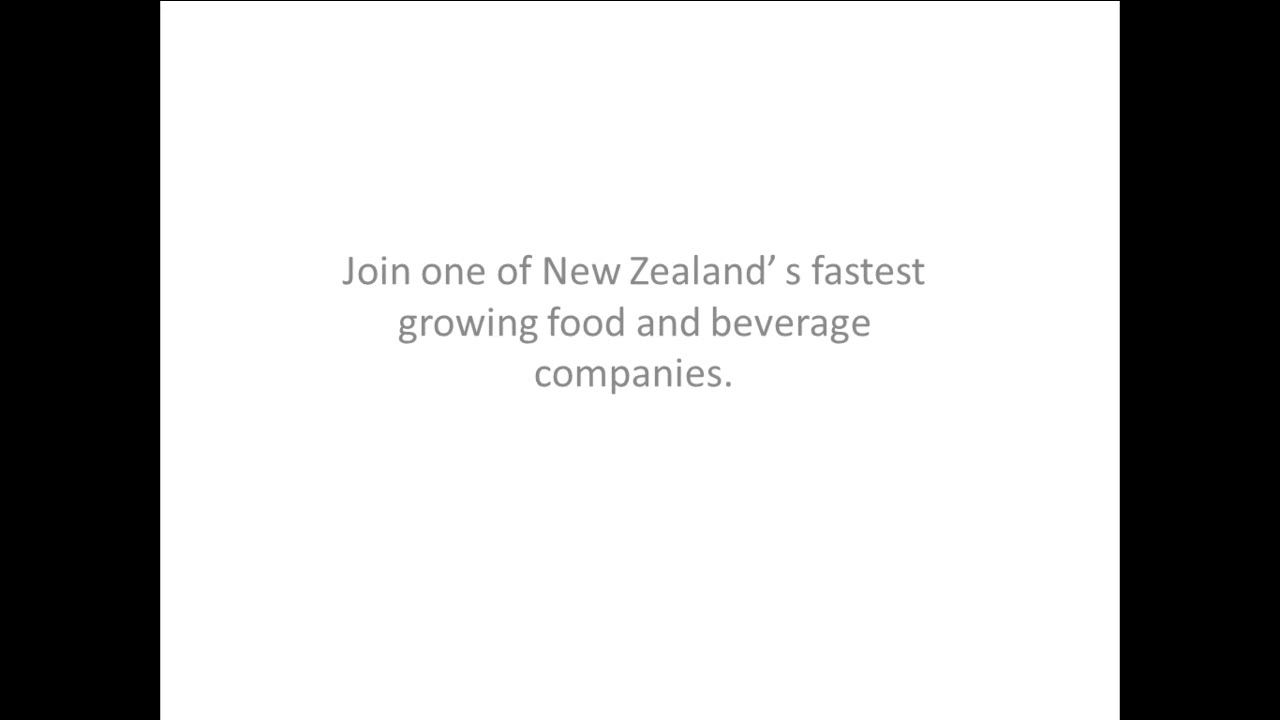 Join one of New Zealand’ s fastest
growing food and beverage
companies.